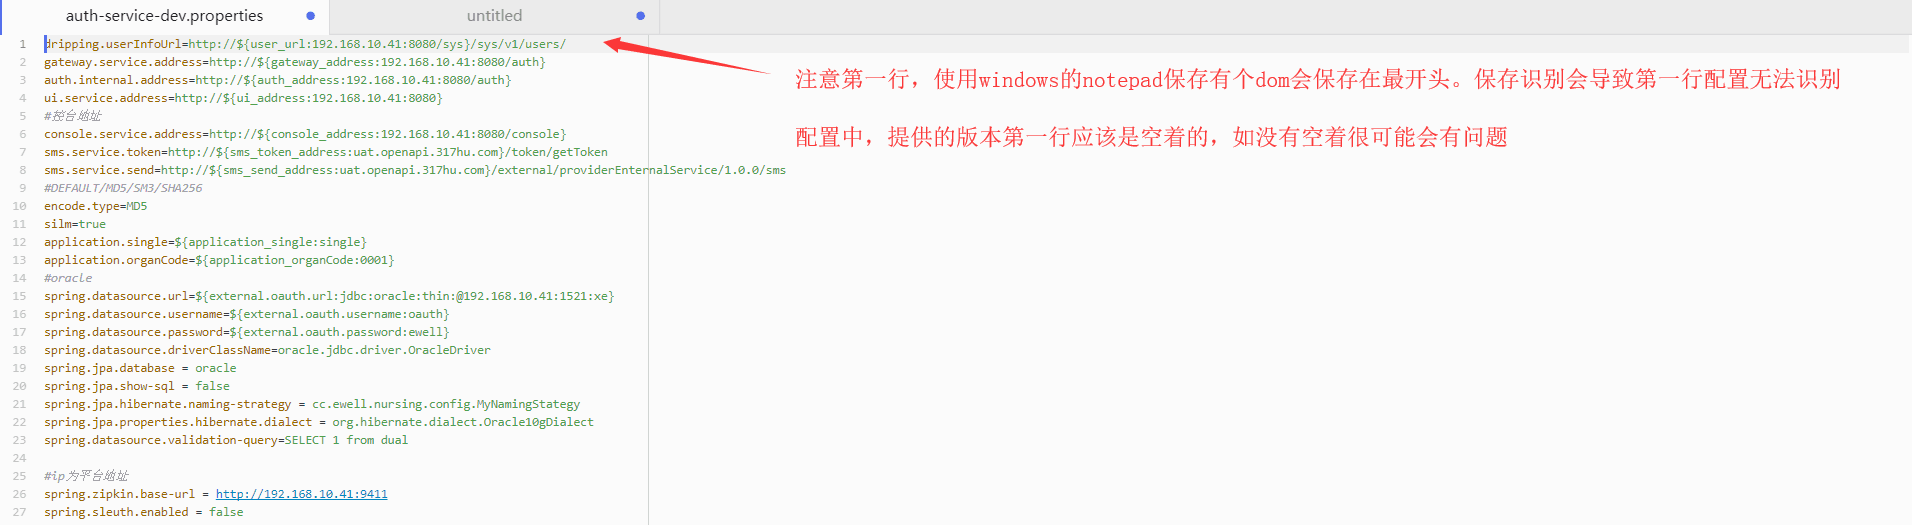 auth-service-dev.properties
untitled
1 dripping.userInfoUrl=http://${user_url:192.168.10.41:8080/sys}/sys/v1/users/
2 gateway.service.address=http://${gateway_address:192.168.10.41:8080/auth}
3 auth.internal.address=http://${auth_address:192.168.10.41:8080/auth}
4 ui.service.address=http://${ui_address:192.168.10.41:8080}
5 #控台地址
6 console.service.address=http://${console_address:192.168.10.41:8080/console}
7 sms.service.token=http://${sms_token_address:uat.openapi.317hu.com}/token/getToken
8 sms.service.send=http://${sms_send_address:uat.openapi.317hu.com}/external/providerEnternalService/1.0.0/sms
9 #DEFAULT/MD5/SM3/SHA256
10 encode.type=MD5
11 silm=true
12 application.single=${application_single:single}
13 application.organCode=${application_organCode:0001}
14 #oracle
15 spring.datasource.url=${external.oauth.url:jdbc:oracle:thin:@192.168.10.41:1521:xe}
16 spring.datasource.username=${external.oauth.username:oauth}
17 spring.datasource.password=${external.oauth.password:ewell}
18 spring.datasource.driverClassName=oracle.jdbc.driver.OracleDriver
19 spring.jpa.database = oracle
20 spring.jpa.show-sql = false
21 spring.jpa.hibernate.naming-strategy = cc.ewell.nursing.config.MyNamingStategy
22 spring.jpa.properties.hibernate.dialect = org.hibernate.dialect.Oracle10gDialect
23 spring.datasource.validation-query=SELECT 1 from dual
24
25 #ip为平台地址
26 spring.zipkin.base-url = http://192.168.10.41:9411
27 spring.sleuth.enabled = false
注意第一行，使用windows的notepad保存有个dom会保存在最开头。保存识别会导致第一行配置无法识别
配置中，提供的版本第一行应该是空着的，如没有空着很可能会有问题